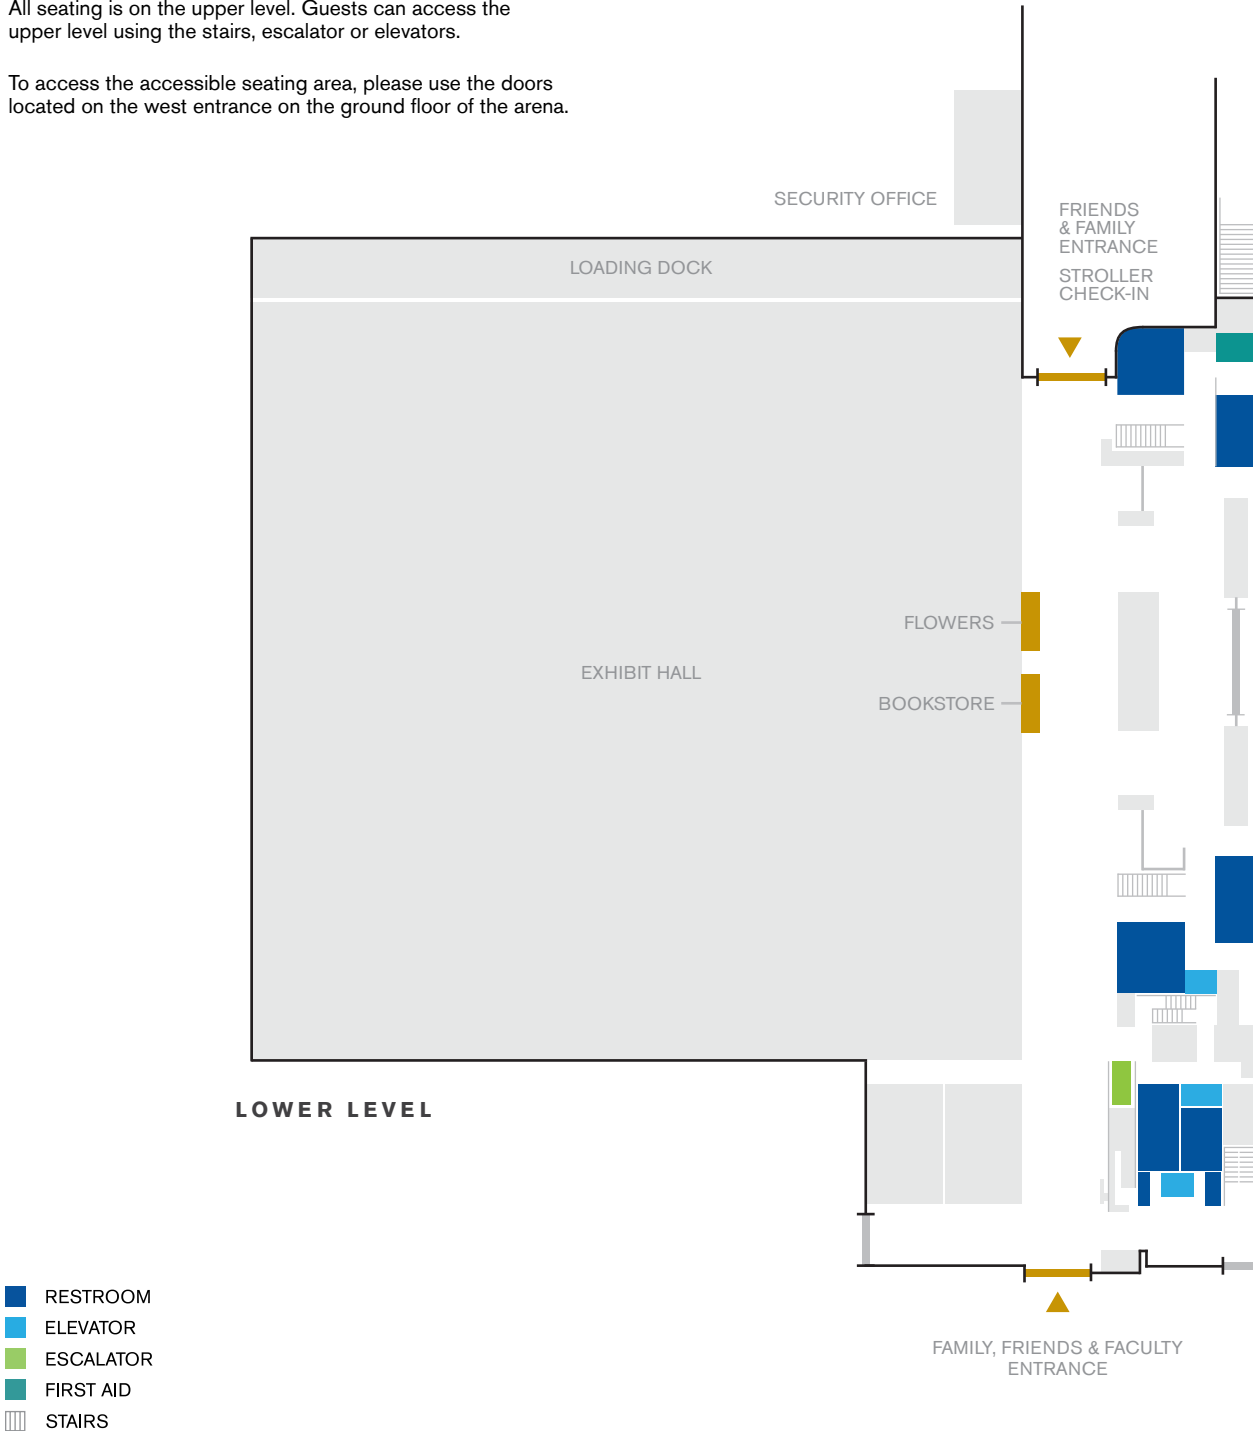 All seating is on the upper level. Guests can access the
upper level using the stairs, escalator or elevators.
To access the accessible seating area, please use the doors
located on the west entrance on the ground floor of the arena.
SECURITY OFFICE
FRIENDS
& FAMILY
ENTRANCE
STROLLER
CHECK-IN
LOADING DOCK
FLOWERS
EXHIBIT HALL
BOOKSTORE
LOWER LEVEL
RESTROOM
ELEVATOR
ESCALATOR
FIRST AID
STAIRS
FAMILY, FRIENDS & FACULTY
ENTRANCE